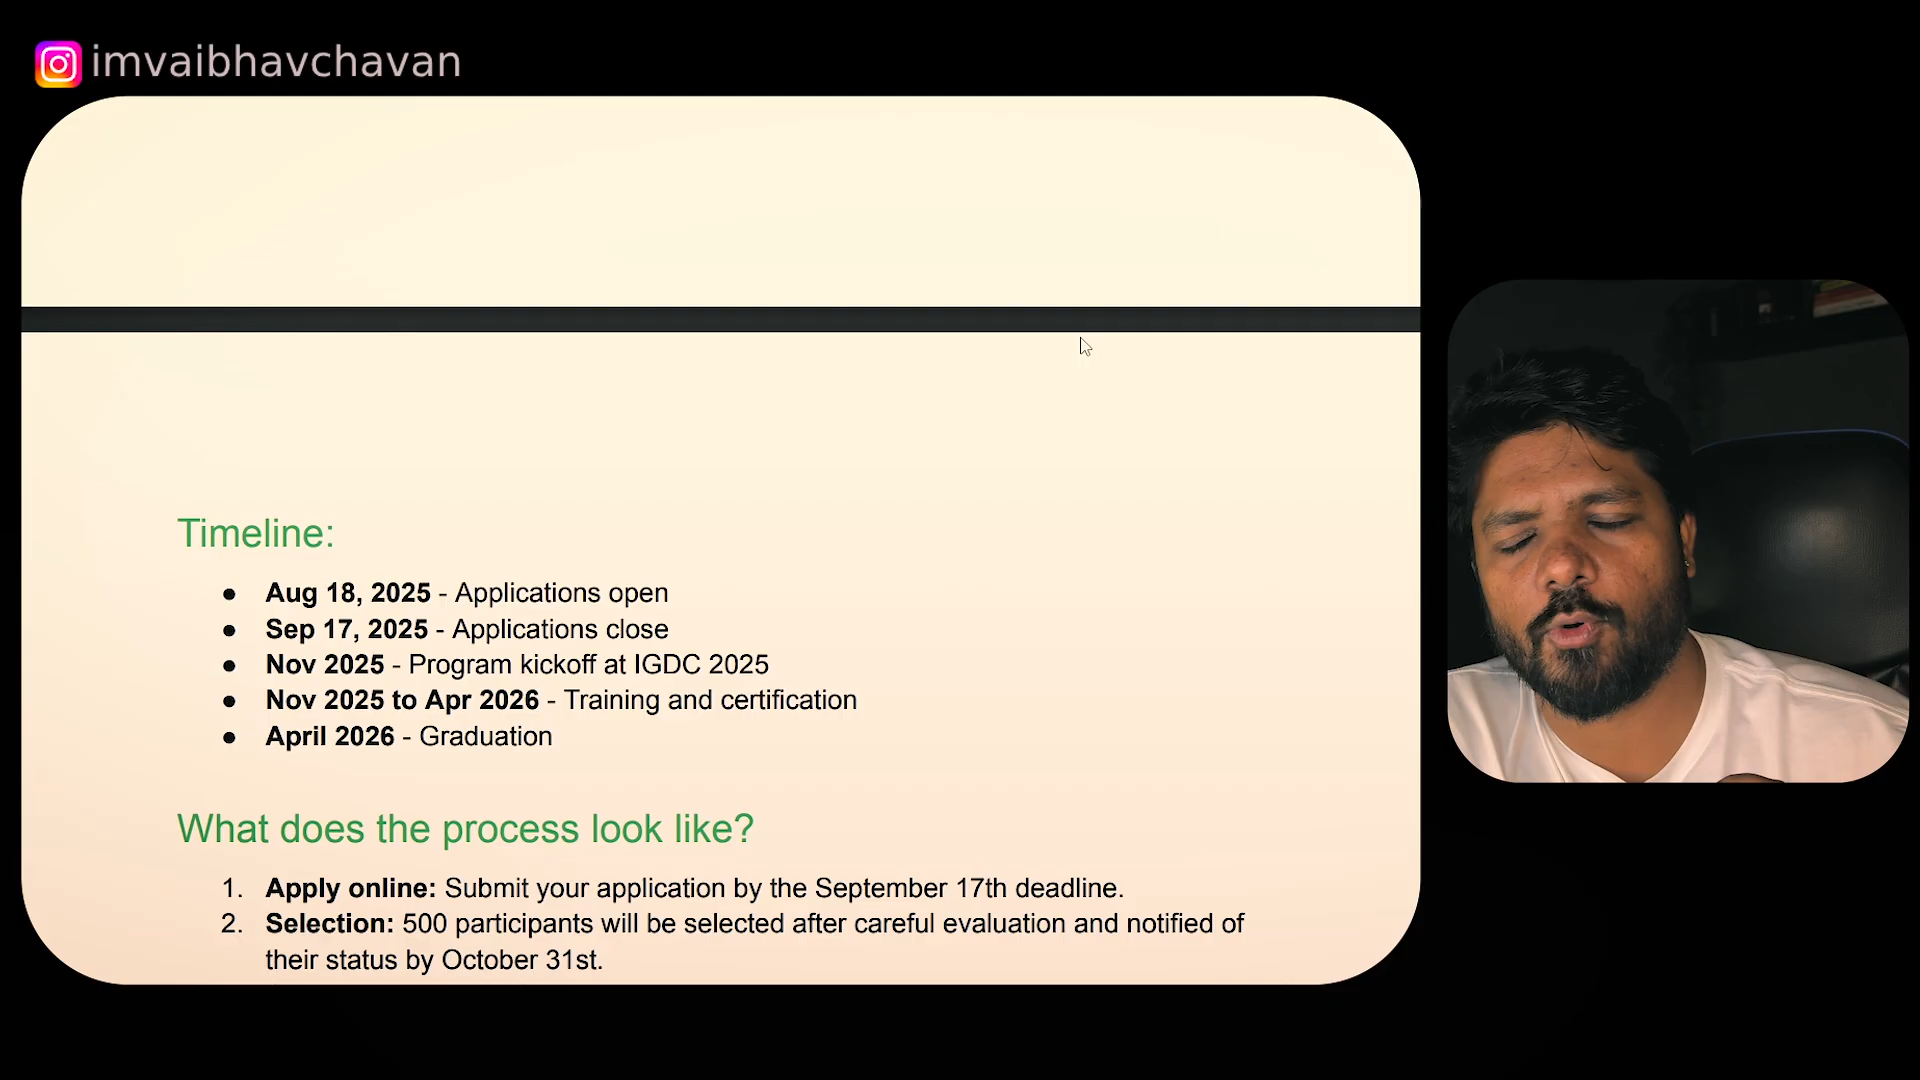 imvaibhavchavan
Timeline:
● Aug 18, 2025 - Applications open
● Sep 17, 2025 - Applications close
● Nov 2025 - Program kickoff at IGDC 2025
● Nov 2025 to Apr 2026 - Training and certification
● April 2026 - Graduation
What does the process look like?
1. Apply online: Submit your application by the September 17th deadline.
2. Selection: 500 participants will be selected after careful evaluation and notified of
their status by October 31st.